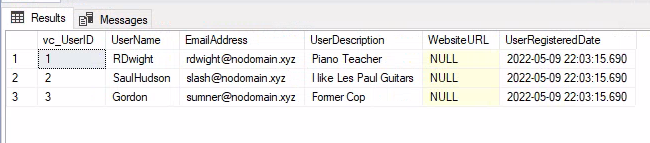 Results Messages
vc_UserID UserName EmailAddress UserDescription WebsiteURL UserRegisteredDate
1 1 RDwight rdwight@nodomain.xyz Piano Teacher NULL 2022-05-09 22:03:15.690
2 2 SaulHudson slash@nodomain.xyz I like Les Paul Guitars NULL 2022-05-09 22:03:15.690
3 3 Gordon sumner@nodomain.xyz Former Cop NULL 2022-05-09 22:03:15.690